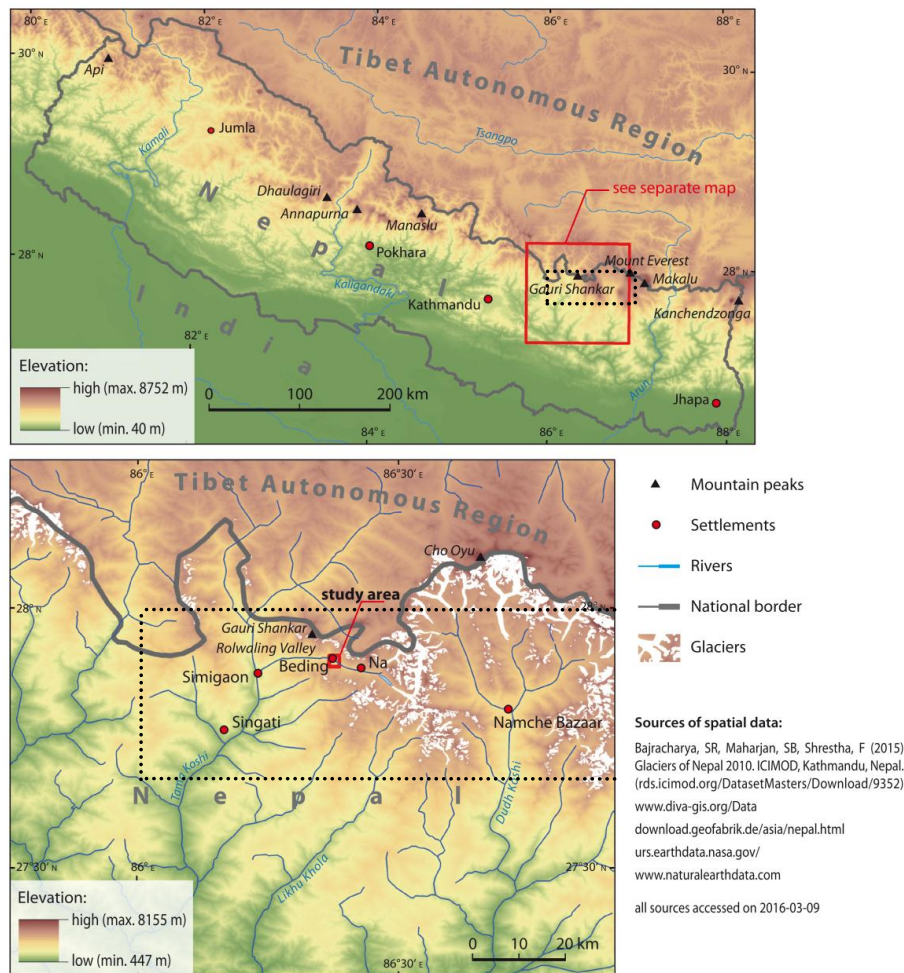 80° E
82° E
84° E
86° E
88° E
30° N
30° N
Api
Tibet Autonomous Region
Jumla
Karnali
Tsangpo
see separate map
Dhaulagiri
Annapurna
Manaslu
Nepal
Pokhara
28° N
Mount Everest
28° N
Gauri Shankar
Makalu
Kaligandaki
Kathmandu
Kanchendzonga
India
82° E
Elevation:
high (max. 8752 m)
low (min. 40 m)
0 100 200 km
Arun
Jhapa
84° E
86° E
88° E
86° E
86°30' E
Tibet Autonomous Region
Cho Oyu
28° N
28° N
study area
Gauri Shankar
Rolwaling Valley
Beding
Na
Simigaon
Singati
Namche Bazaar
Tama Koshi
Nepal
Dudh Koshi
Likhu Khola
27°30' N
86° E
27°30' N
Elevation:
high (max. 8155 m)
low (min. 447 m)
86°30' E
0 10 20 km
Mountain peaks
Settlements
Rivers
National border
Glaciers
Sources of spatial data:
Bajracharya, SR, Maharjan, SB, Shrestha, F (2015)
Glaciers of Nepal 2010. ICIMOD, Kathmandu, Nepal.
(rds.icimod.org/DatasetMasters/Download/9352)
www.diva-gis.org/Data
download.geofabrik.de/asia/nepal.html
urs.earthdata.nasa.gov/
www.naturalearthdata.com
all sources accessed on 2016-03-09